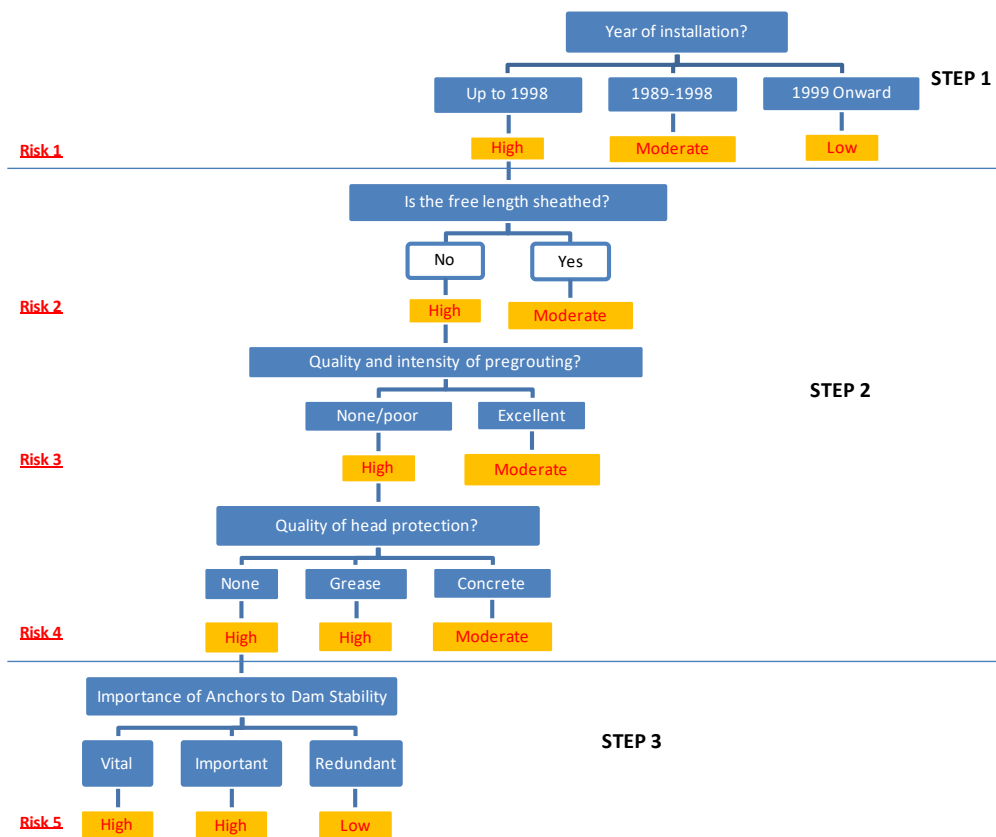 Year of installation?
STEP 1
Up to 1998
1989-1998
1999 Onward
Risk 1
High
Moderate
Low
Is the free length sheathed?
No
Yes
Risk 2
High
Moderate
Quality and intensity of pregrouting?
STEP 2
None/poor
Excellent
Risk 3
High
Moderate
Quality of head protection?
None
Grease
Concrete
Risk 4
High
High
Moderate
Importance of Anchors to Dam Stability
STEP 3
Vital
Important
Redundant
Risk 5
High
High
Low